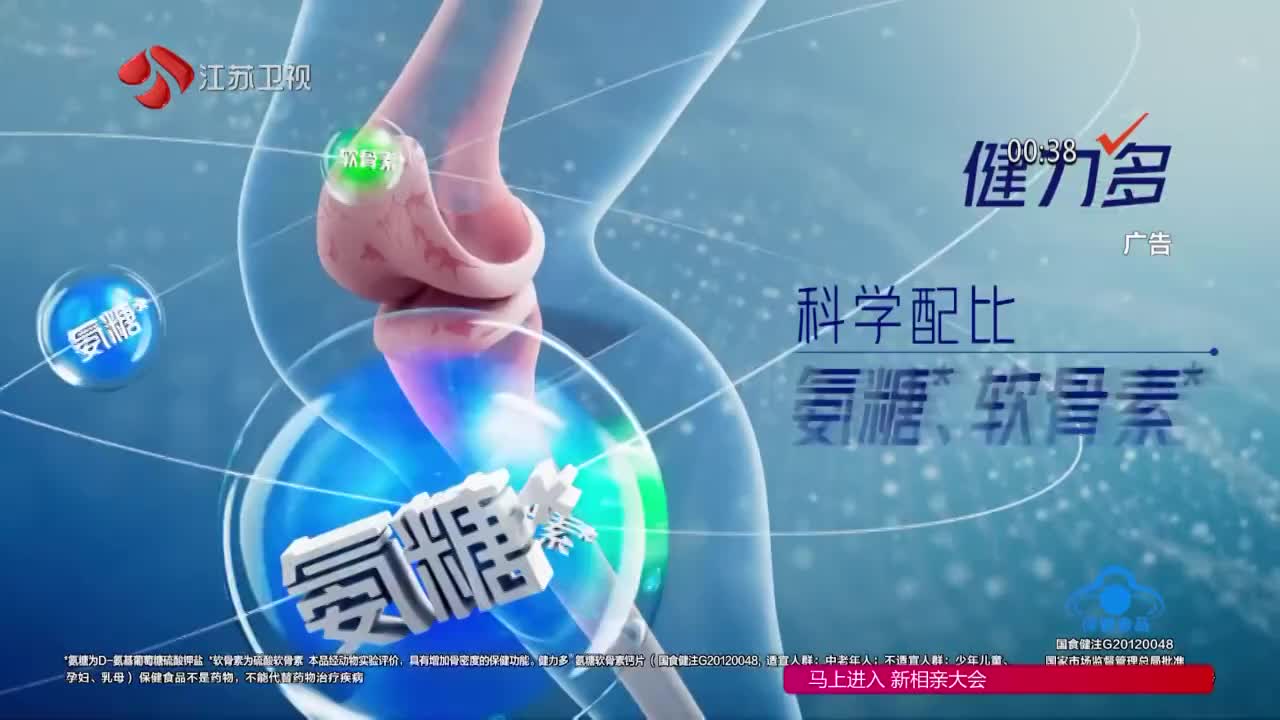 江苏卫视
软骨素
00:38
健力多
广告
氨糖*
科学配比
氨糖*、软骨素*
氨糖*
素
保健食品
国食健注G20120048
国家市场监督管理总局批准
*氨糖为D-氨基葡萄糖硫酸钾盐 *软骨素为硫酸软骨素 本品经动物实验评价，具有增加骨密度的保健功能。健力多 氨糖软骨素钙片（国食健注G20120048，适宜人群：中老年人；不适宜人群：少年儿童、
孕妇、乳母）保健食品不是药物，不能代替药物治疗疾病
马上进入 新相亲大会